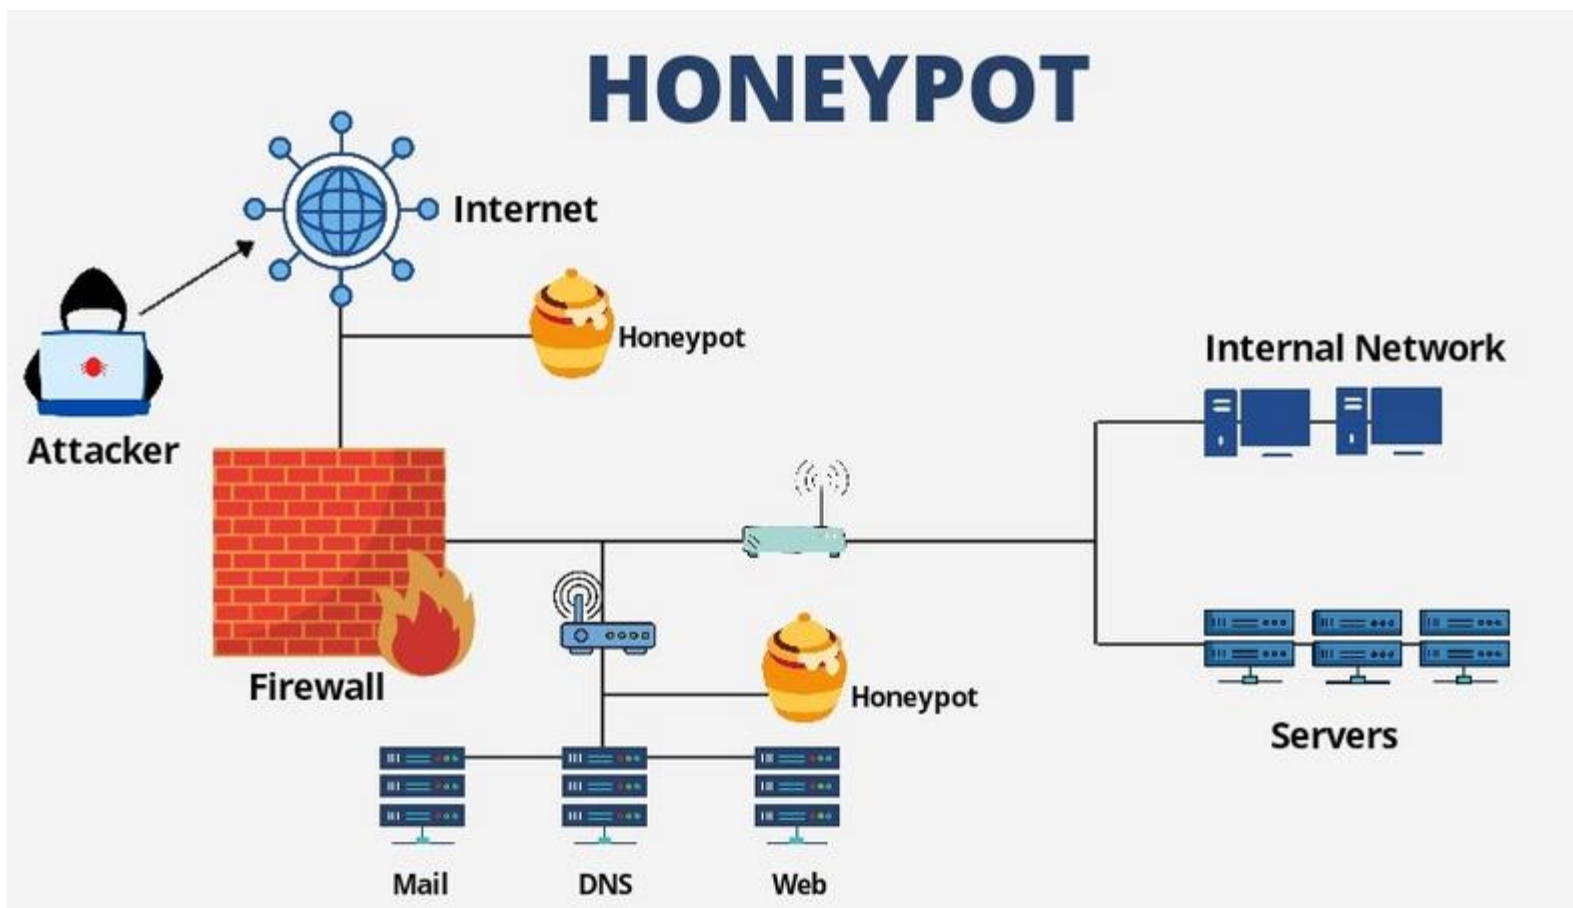 HONEYPOT
Internet
Honeypot
Internal Network
Attacker
Firewall
Honeypot
Servers
Mail
DNS
Web